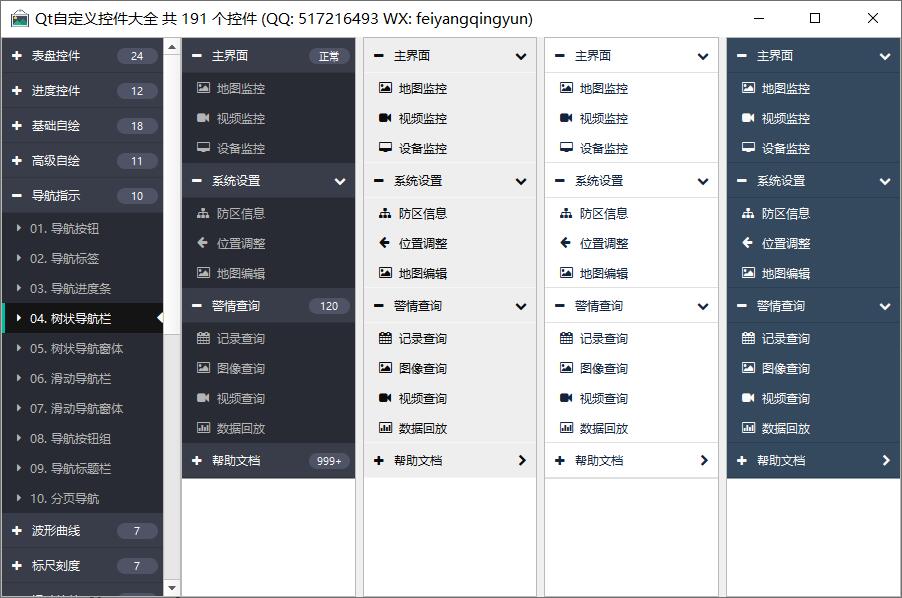 Qt自定义控件大全 共 191 个控件 (QQ: 517216493 WX: feiyangqingyun)
表盘控件 24
进度控件 12
基础自绘 18
高级自绘 11
导航指示 10
01. 导航按钮
02. 导航标签
03. 导航进度条
04. 树状导航栏
05. 树状导航窗体
06. 滑动导航栏
07. 滑动导航窗体
08. 导航按钮组
09. 导航标题栏
10. 分页导航
波形曲线 7
标尺刻度 7
主界面 正常
地图监控
视频监控
设备监控
系统设置
防区信息
位置调整
地图编辑
警情查询 120
记录查询
图像查询
视频查询
数据回放
帮助文档 999+
主界面
地图监控
视频监控
设备监控
系统设置
防区信息
位置调整
地图编辑
警情查询
记录查询
图像查询
视频查询
数据回放
帮助文档
主界面
地图监控
视频监控
设备监控
系统设置
防区信息
位置调整
地图编辑
警情查询
记录查询
图像查询
视频查询
数据回放
帮助文档
主界面
地图监控
视频监控
设备监控
系统设置
防区信息
位置调整
地图编辑
警情查询
记录查询
图像查询
视频查询
数据回放
帮助文档